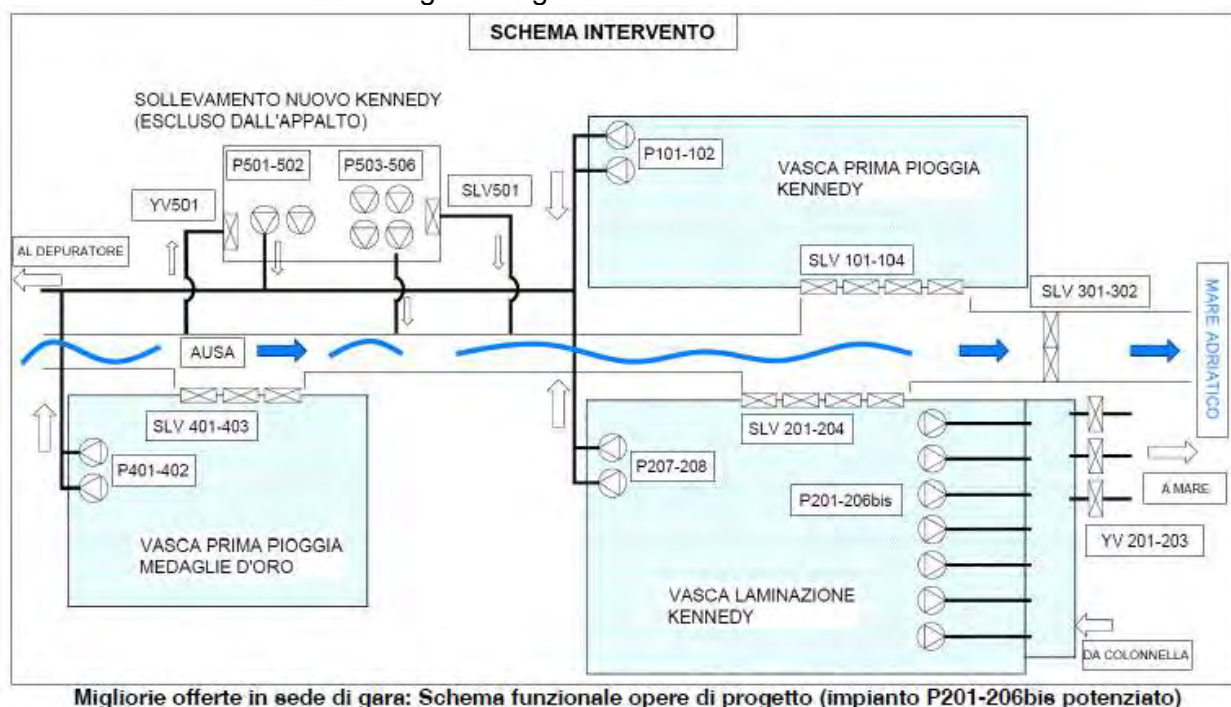 SCHEMA INTERVENTO
SOLLEVAMENTO NUOVO KENNEDY
(ESCLUSO DALL'APPALTO)
P501-502
P503-506
YV501
SLV501
P101-102
VASCA PRIMA PIOGGIA
KENNEDY
AL DEPURATORE
SLV 101-104
SLV 301-302
MARE ADRIATICO
AUSA
SLV 401-403
SLV 201-204
P401-402
P207-208
P201-206bis
A MARE
YV 201-203
VASCA PRIMA PIOGGIA
MEDAGLIE D'ORO
VASCA LAMINAZIONE
KENNEDY
DA COLONNELLA
Migliorie offerte in sede di gara: Schema funzionale opere di progetto (impianto P201-206bis potenziato)